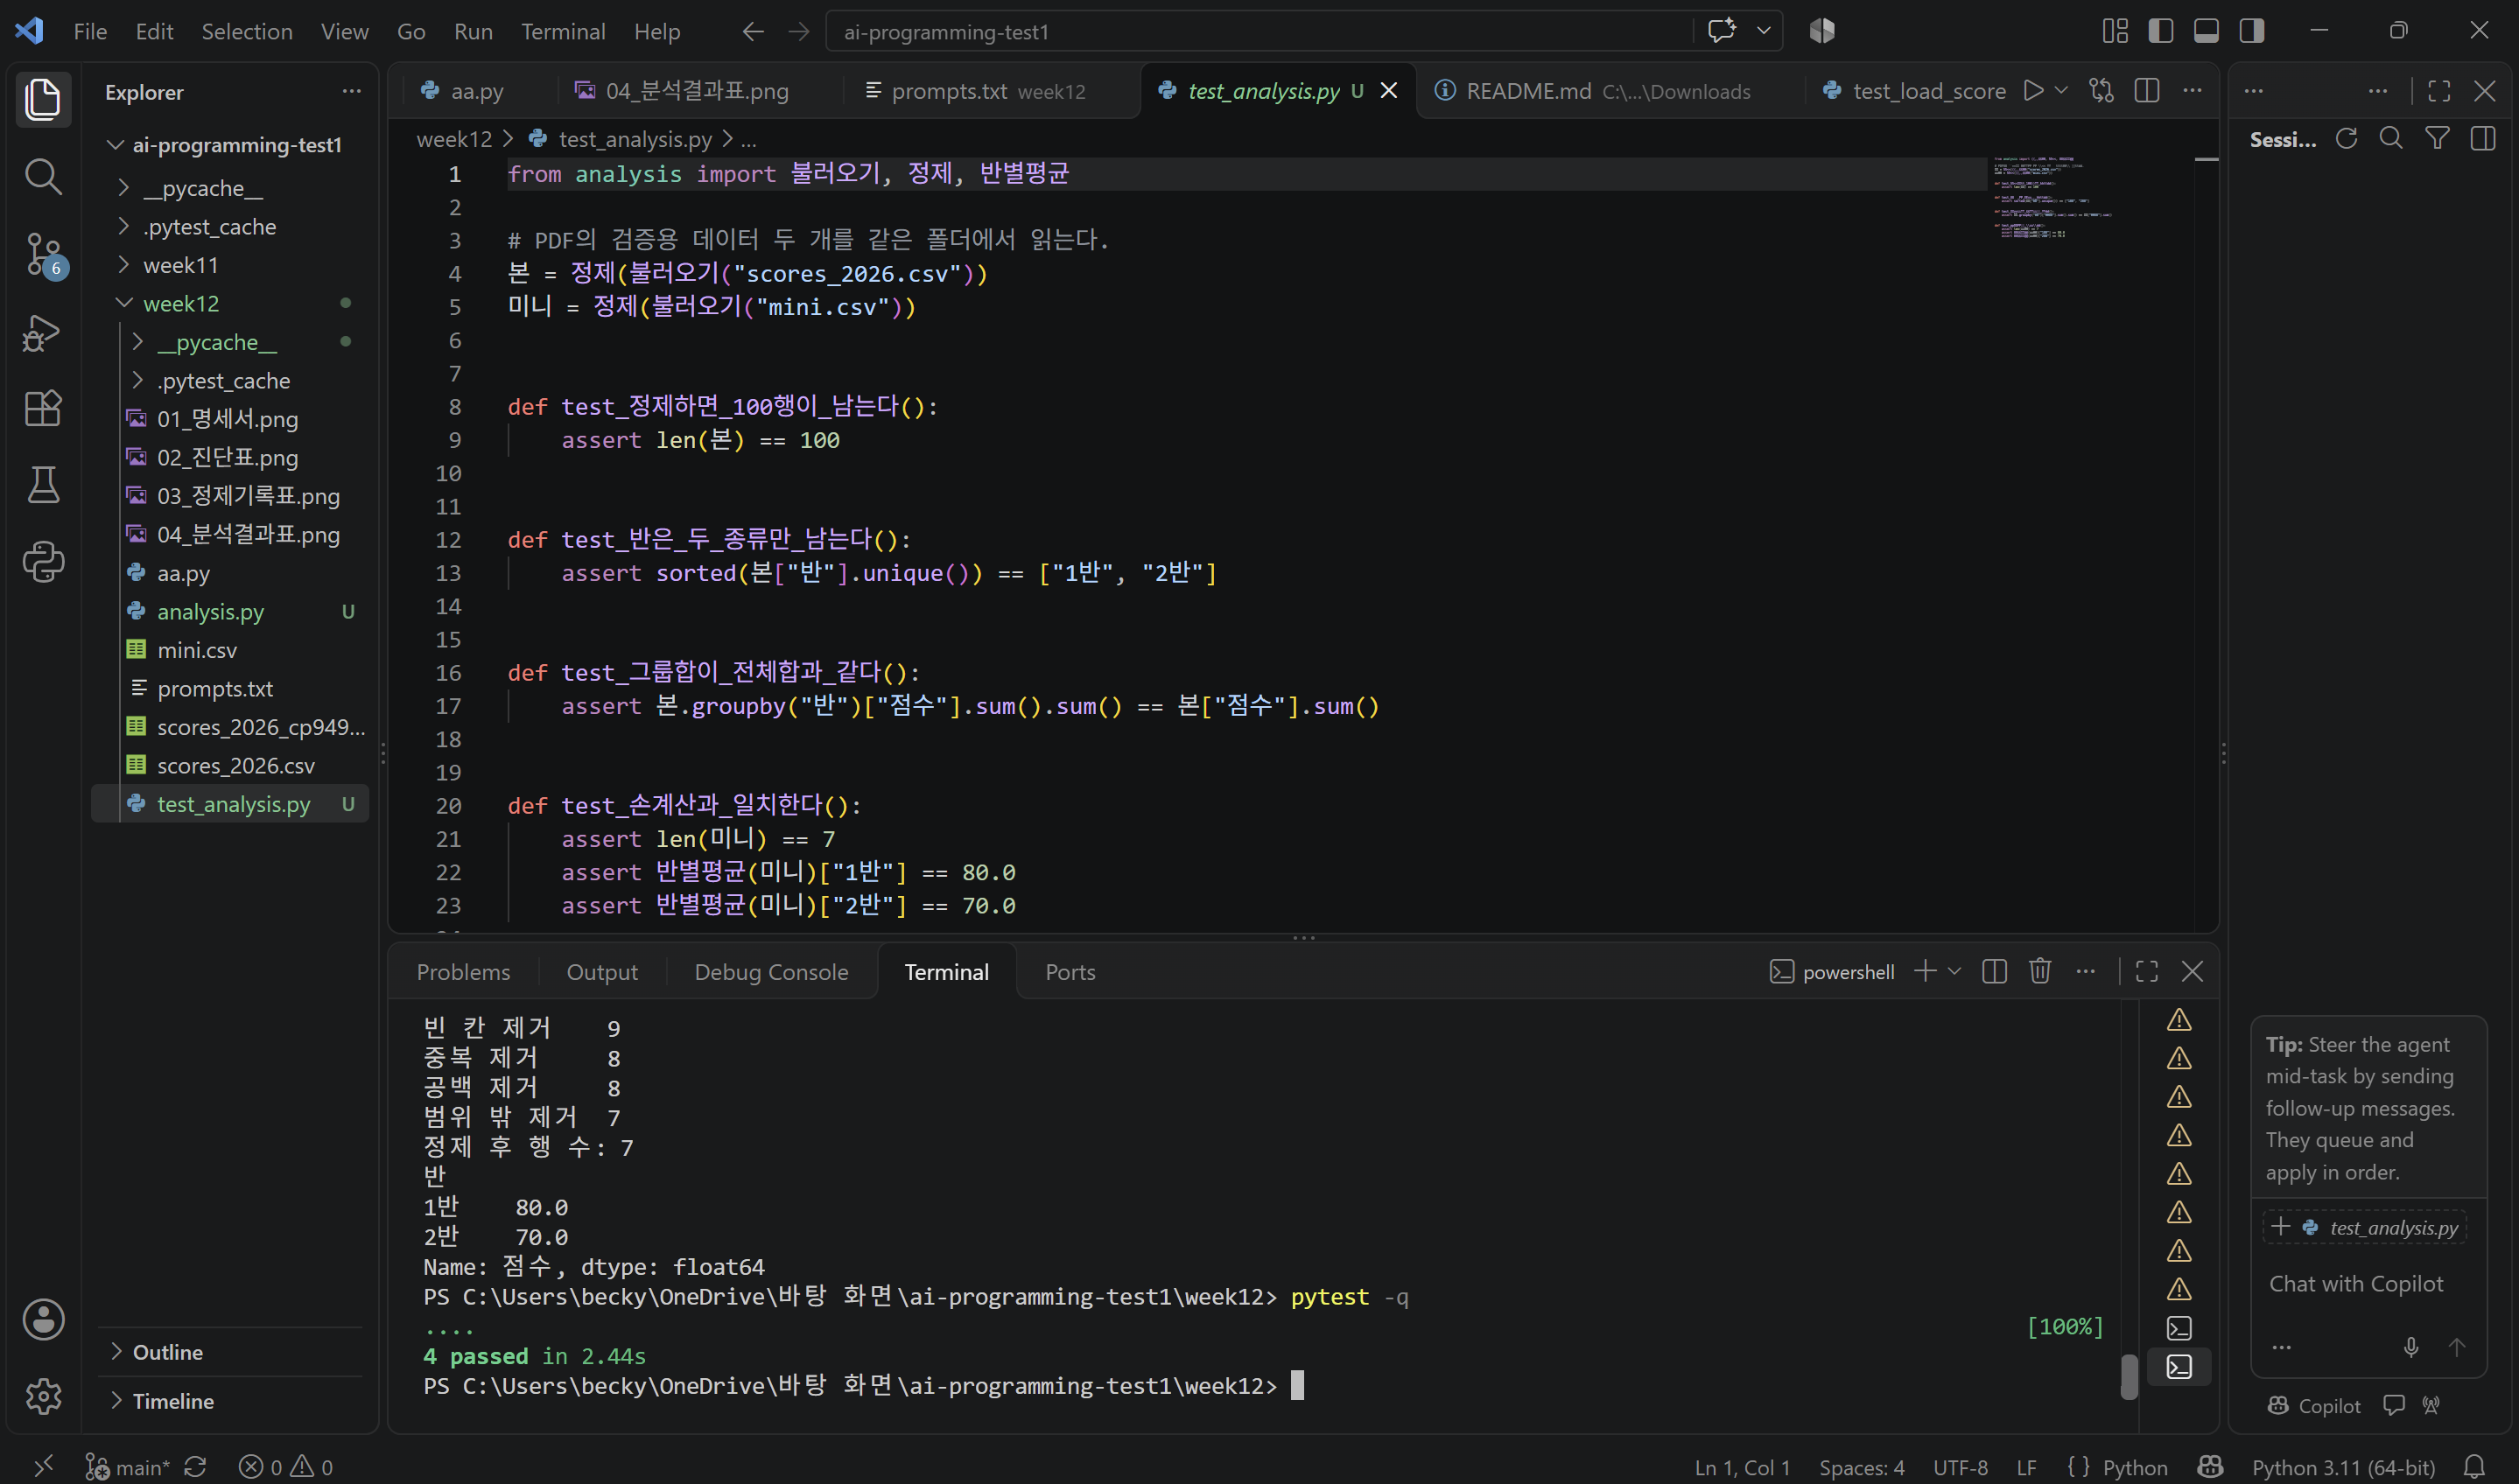 File Edit Selection View Go Run Terminal Help
ai-programming-test1
Explorer
ai-programming-test1
__pycache__
.pytest_cache
week11
week12
__pycache__
.pytest_cache
01_명세서.png
02_진단표.png
03_정제기록표.png
04_분석결과표.png
aa.py
analysis.py U
mini.csv
prompts.txt
scores_2026_cp949...
scores_2026.csv
test_analysis.py U
Outline
Timeline
6
aa.py 04_분석결과표.png prompts.txt week12 test_analysis.py U README.md C:\...\Downloads test_load_score
week12 > test_analysis.py > ...
1 from analysis import 불러오기, 정제, 반별평균
2
3 # PDF의 검증용 데이터 두 개를 같은 폴더에서 읽는다.
4 본 = 정제(불러오기("scores_2026.csv"))
5 미니 = 정제(불러오기("mini.csv"))
6
7
8 def test_정제하면_100행이_남는다():
9 assert len(본) == 100
10
11
12 def test_반은_두_종류만_남는다():
13 assert sorted(본["반"].unique()) == ["1반", "2반"]
14
15
16 def test_그룹합이_전체합과_같다():
17 assert 본.groupby("반")["점수"].sum().sum() == 본["점수"].sum()
18
19
20 def test_손계산과_일치한다():
21 assert len(미니) == 7
22 assert 반별평균(미니)["1반"] == 80.0
23 assert 반별평균(미니)["2반"] == 70.0
Problems Output Debug Console Terminal Ports
powershell
빈 칸 제거 9
중복 제거 8
공백 제거 8
범위 밖 제거 7
정제 후 행 수: 7
반
1반 80.0
2반 70.0
Name: 점수, dtype: float64
PS C:\Users\becky\OneDrive\바탕 화면\ai-programming-test1\week12> pytest -q
.... [100%]
4 passed in 2.44s
PS C:\Users\becky\OneDrive\바탕 화면\ai-programming-test1\week12>
Sessi...
Tip: Steer the agent
mid-task by sending
follow-up messages.
They queue and
apply in order.
test_analysis.py
Chat with Copilot
Copilot
main* 0 0
Ln 1, Col 1 Spaces: 4 UTF-8 LF { } Python Python 3.11 (64-bit)